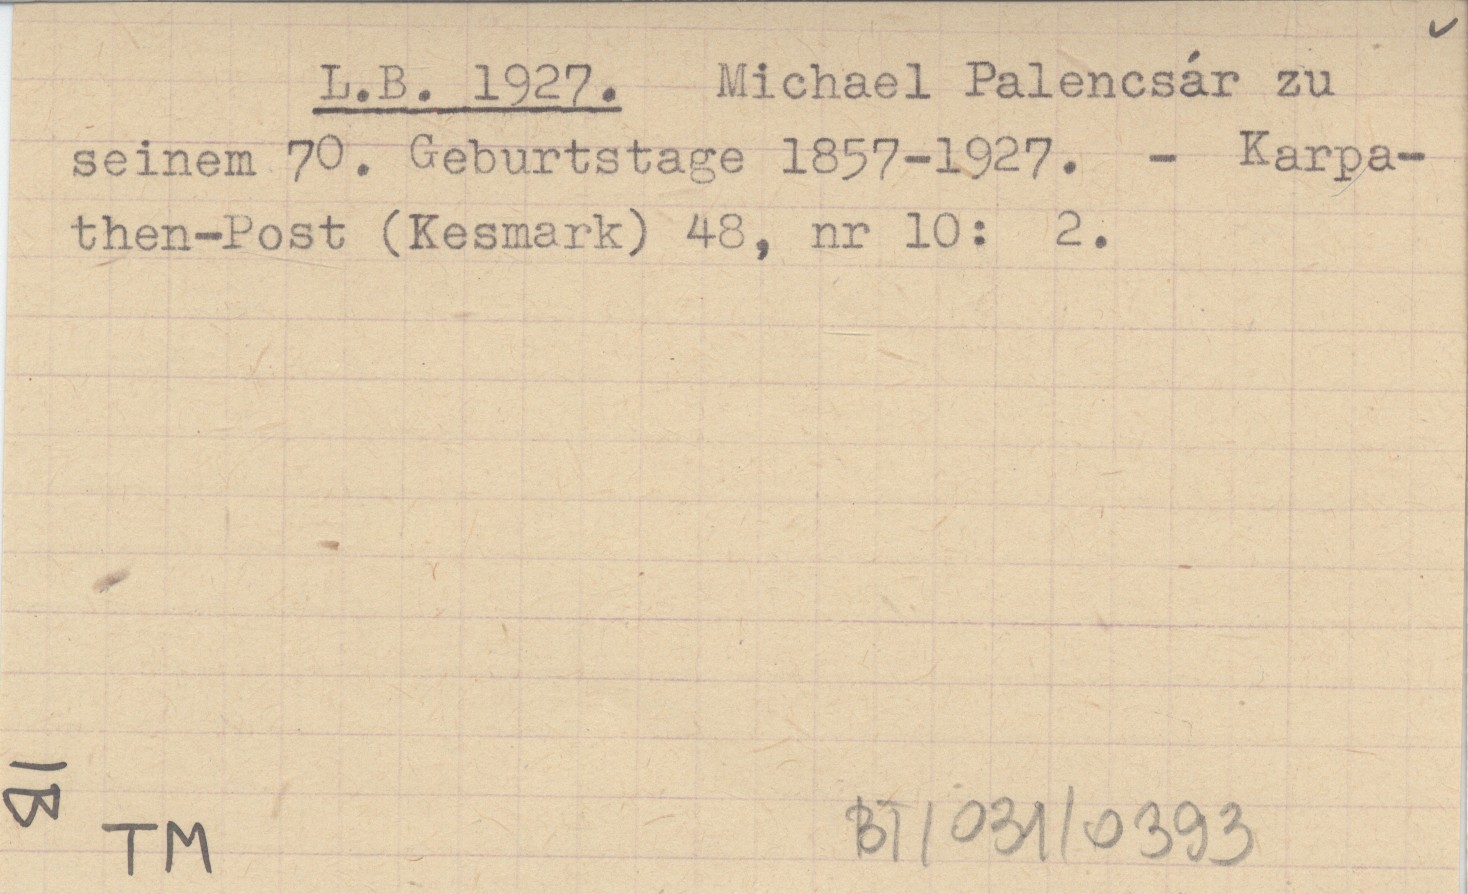 L.B. 1927. Michael Palencsár zu
seinem 70. Geburtstage 1857-1927. - Karpa-
then-Post (Kesmark) 48, nr 10: 2.
IB
TM
BT/031/0393